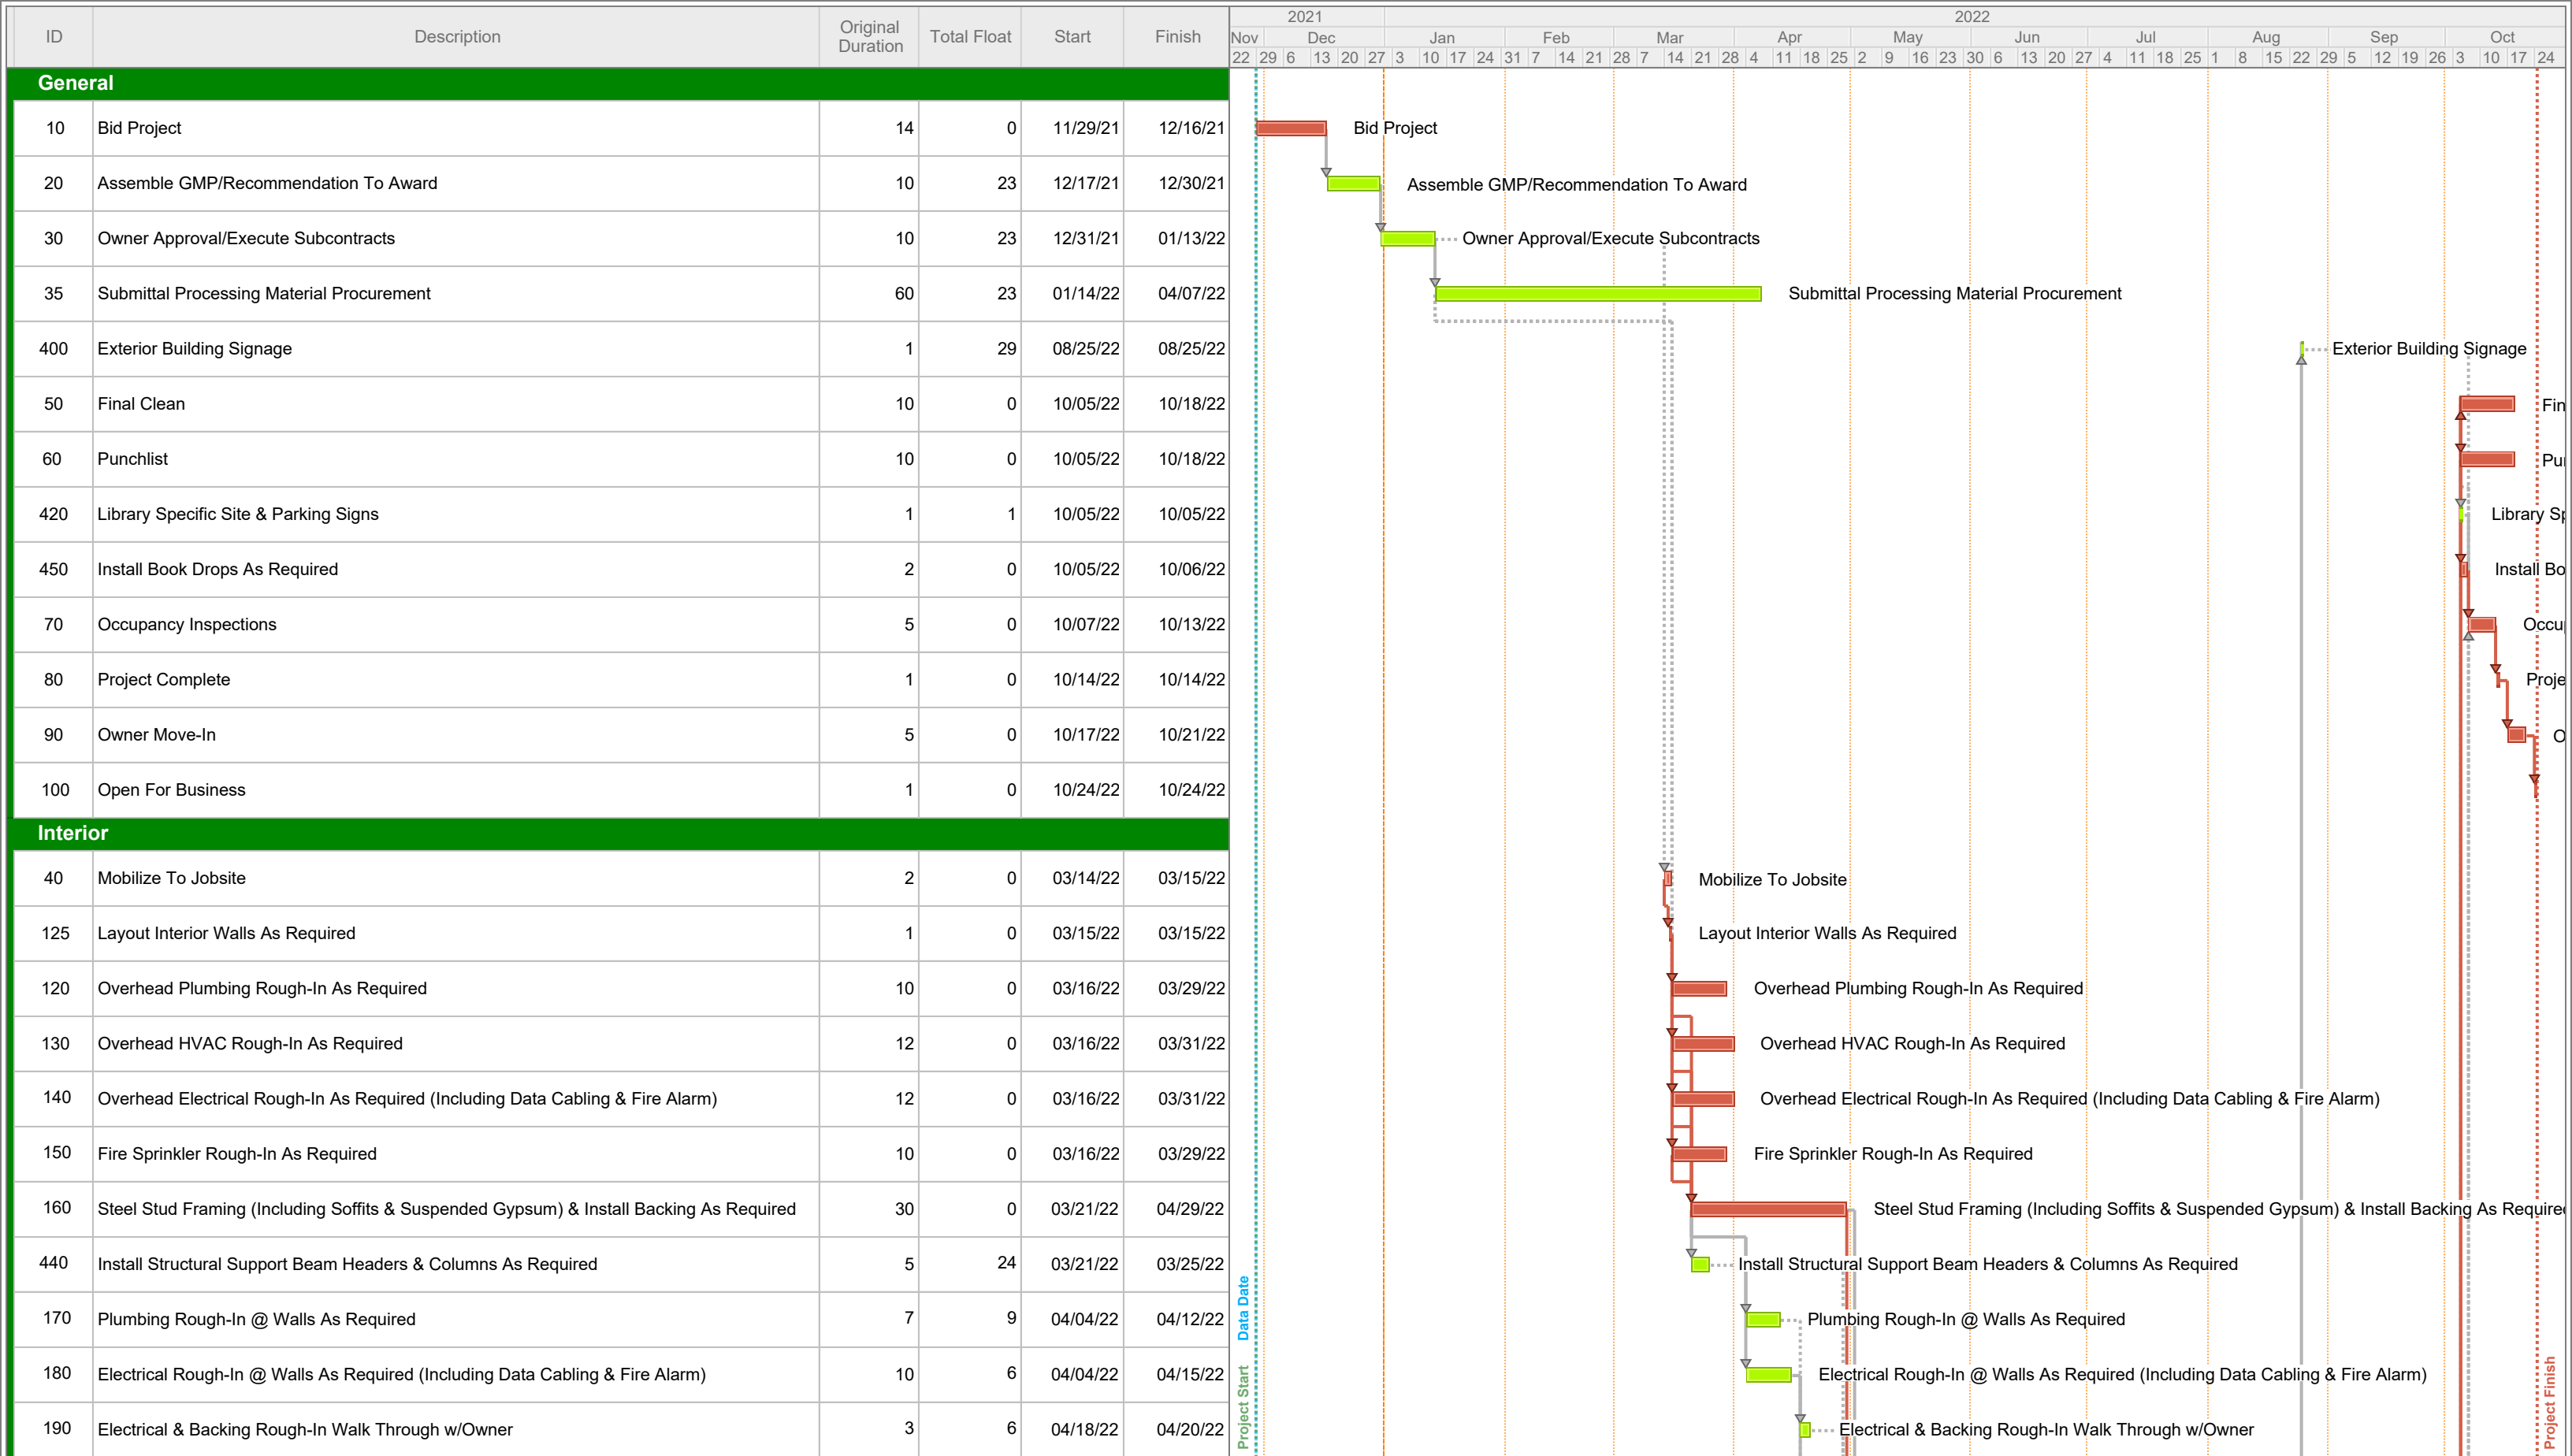 ID Description Original Duration Total Float Start Finish
2021 2022
Nov Dec Jan Feb Mar Apr May Jun Jul Aug Sep Oct
22 29 6 13 20 27 3 10 17 24 31 7 14 21 28 7 14 21 28 4 11 18 25 2 9 16 23 30 6 13 20 27 4 11 18 25 1 8 15 22 29 5 12 19 26 3 10 17 24
General
10 Bid Project 14 0 11/29/21 12/16/21 Bid Project
20 Assemble GMP/Recommendation To Award 10 23 12/17/21 12/30/21 Assemble GMP/Recommendation To Award
30 Owner Approval/Execute Subcontracts 10 23 12/31/21 01/13/22 Owner Approval/Execute Subcontracts
35 Submittal Processing Material Procurement 60 23 01/14/22 04/07/22 Submittal Processing Material Procurement
400 Exterior Building Signage 1 29 08/25/22 08/25/22 Exterior Building Signage
50 Final Clean 10 0 10/05/22 10/18/22 Fin
60 Punchlist 10 0 10/05/22 10/18/22 Pun
420 Library Specific Site & Parking Signs 1 1 10/05/22 10/05/22 Library Sp
450 Install Book Drops As Required 2 0 10/05/22 10/06/22 Install Bo
70 Occupancy Inspections 5 0 10/07/22 10/13/22 Occup
80 Project Complete 1 0 10/14/22 10/14/22 Proje
90 Owner Move-In 5 0 10/17/22 10/21/22 O
100 Open For Business 1 0 10/24/22 10/24/22
Interior
40 Mobilize To Jobsite 2 0 03/14/22 03/15/22 Mobilize To Jobsite
125 Layout Interior Walls As Required 1 0 03/15/22 03/15/22 Layout Interior Walls As Required
120 Overhead Plumbing Rough-In As Required 10 0 03/16/22 03/29/22 Overhead Plumbing Rough-In As Required
130 Overhead HVAC Rough-In As Required 12 0 03/16/22 03/31/22 Overhead HVAC Rough-In As Required
140 Overhead Electrical Rough-In As Required (Including Data Cabling & Fire Alarm) 12 0 03/16/22 03/31/22 Overhead Electrical Rough-In As Required (Including Data Cabling & Fire Alarm)
150 Fire Sprinkler Rough-In As Required 10 0 03/16/22 03/29/22 Fire Sprinkler Rough-In As Required
160 Steel Stud Framing (Including Soffits & Suspended Gypsum) & Install Backing As Required 30 0 03/21/22 04/29/22 Steel Stud Framing (Including Soffits & Suspended Gypsum) & Install Backing As Require
440 Install Structural Support Beam Headers & Columns As Required 5 24 03/21/22 03/25/22 Install Structural Support Beam Headers & Columns As Required
170 Plumbing Rough-In @ Walls As Required 7 9 04/04/22 04/12/22 Plumbing Rough-In @ Walls As Required
180 Electrical Rough-In @ Walls As Required (Including Data Cabling & Fire Alarm) 10 6 04/04/22 04/15/22 Electrical Rough-In @ Walls As Required (Including Data Cabling & Fire Alarm)
190 Electrical & Backing Rough-In Walk Through w/Owner 3 6 04/18/22 04/20/22 Electrical & Backing Rough-In Walk Through w/Owner
Data Date
Project Start
Project Finish